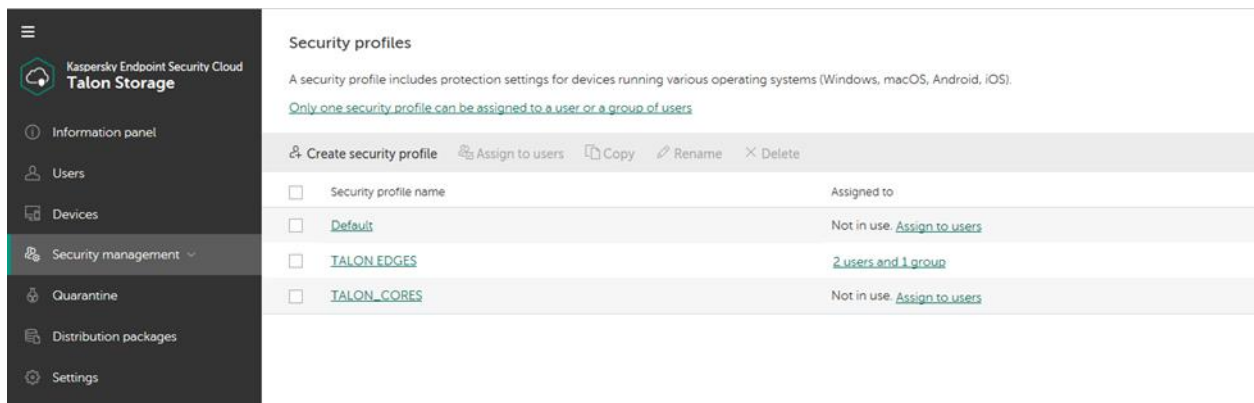 Kaspersky Endpoint Security Cloud
Talon Storage
Information panel
Users
Devices
Security management
Quarantine
Distribution packages
Settings
Security profiles
A security profile includes protection settings for devices running various operating systems (Windows, macOS, Android, iOS).
Only one security profile can be assigned to a user or a group of users
Create security profile Assign to users Copy Rename Delete
Security profile name Assigned to
Default Not in use. Assign to users
TALON EDGES 2 users and 1 group
TALON_CORES Not in use. Assign to users